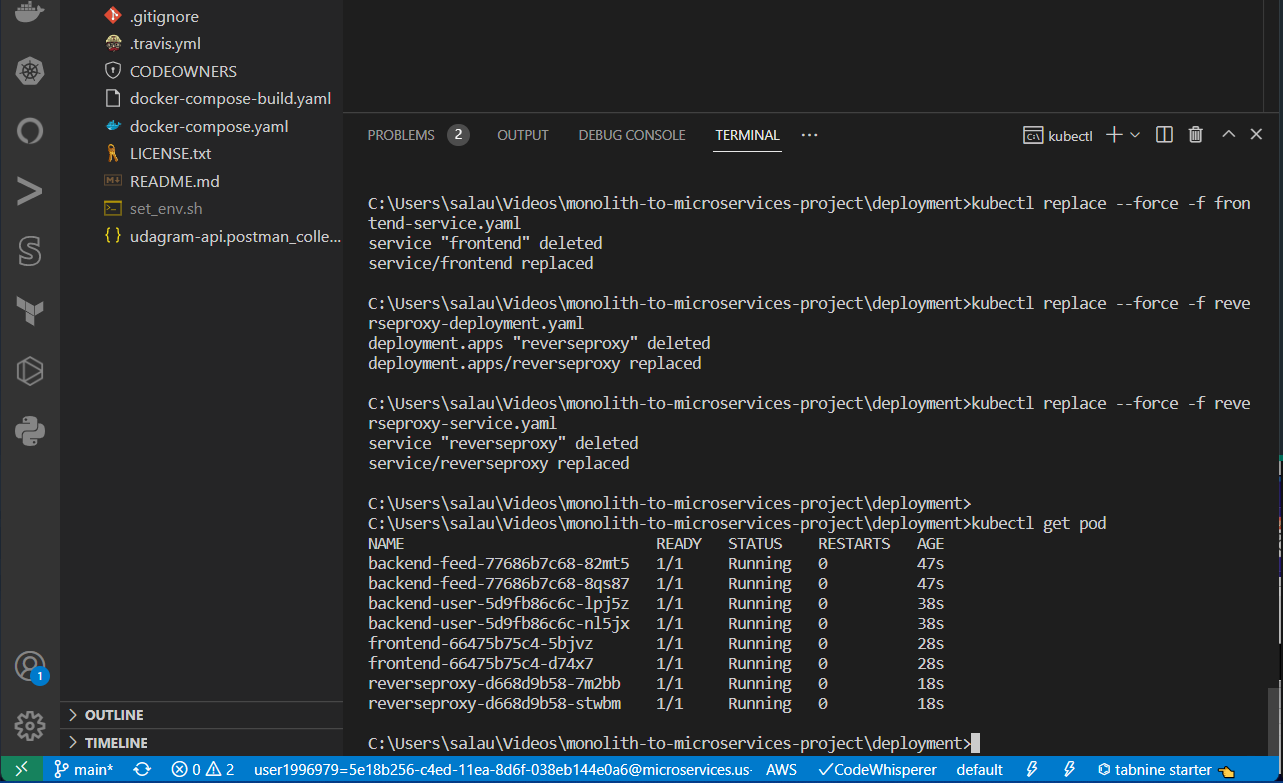 .gitignore
.travis.yml
CODEOWNERS
docker-compose-build.yaml
docker-compose.yaml
LICENSE.txt
README.md
set_env.sh
udagram-api.postman_colle...
OUTLINE
TIMELINE
PROBLEMS 2 OUTPUT DEBUG CONSOLE TERMINAL ... kubectl
C:\Users\salau\Videos\monolith-to-microservices-project\deployment>kubectl replace --force -f fron
tend-service.yaml
service "frontend" deleted
service/frontend replaced
C:\Users\salau\Videos\monolith-to-microservices-project\deployment>kubectl replace --force -f reve
rseproxy-deployment.yaml
deployment.apps "reverseproxy" deleted
deployment.apps/reverseproxy replaced
C:\Users\salau\Videos\monolith-to-microservices-project\deployment>kubectl replace --force -f reve
rseproxy-service.yaml
service "reverseproxy" deleted
service/reverseproxy replaced
C:\Users\salau\Videos\monolith-to-microservices-project\deployment>
C:\Users\salau\Videos\monolith-to-microservices-project\deployment>kubectl get pod
NAME READY STATUS RESTARTS AGE
backend-feed-77686b7c68-82mt5 1/1 Running 0 47s
backend-feed-77686b7c68-8qs87 1/1 Running 0 47s
backend-user-5d9fb86c6c-lpj5z 1/1 Running 0 38s
backend-user-5d9fb86c6c-nl5jx 1/1 Running 0 38s
frontend-66475b75c4-5bjvz 1/1 Running 0 28s
frontend-66475b75c4-d74x7 1/1 Running 0 28s
reverseproxy-d668d9b58-7m2bb 1/1 Running 0 18s
reverseproxy-d668d9b58-stwbm 1/1 Running 0 18s
C:\Users\salau\Videos\monolith-to-microservices-project\deployment>
1
main* 0 2 user1996979=5e18b256-c4ed-11ea-8d6f-038eb144e0a6@microservices.us- AWS CodeWhisperer default tabnine starter